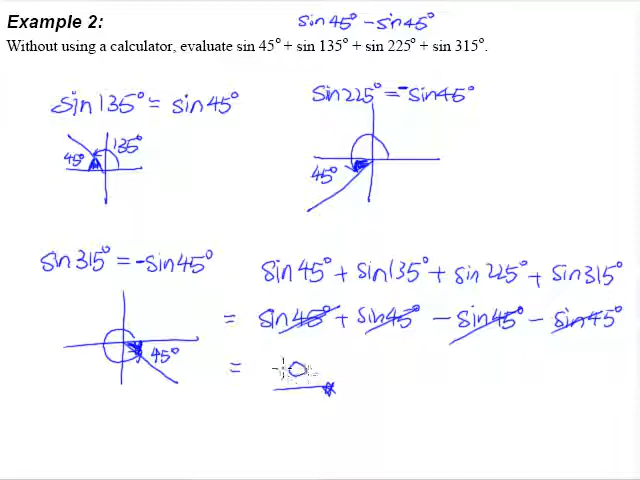 Example 2: sin 45° - sin 45°
Without using a calculator, evaluate sin 45° + sin 135° + sin 225° + sin 315°.
sin 135° = sin 45°
135°
45°
sin 225° = - sin 45°
45°
sin 315° = - sin 45°
45°
sin 45° + sin 135° + sin 225° + sin 315°
= sin 45° + sin 45° - sin 45° - sin 45°
= 0